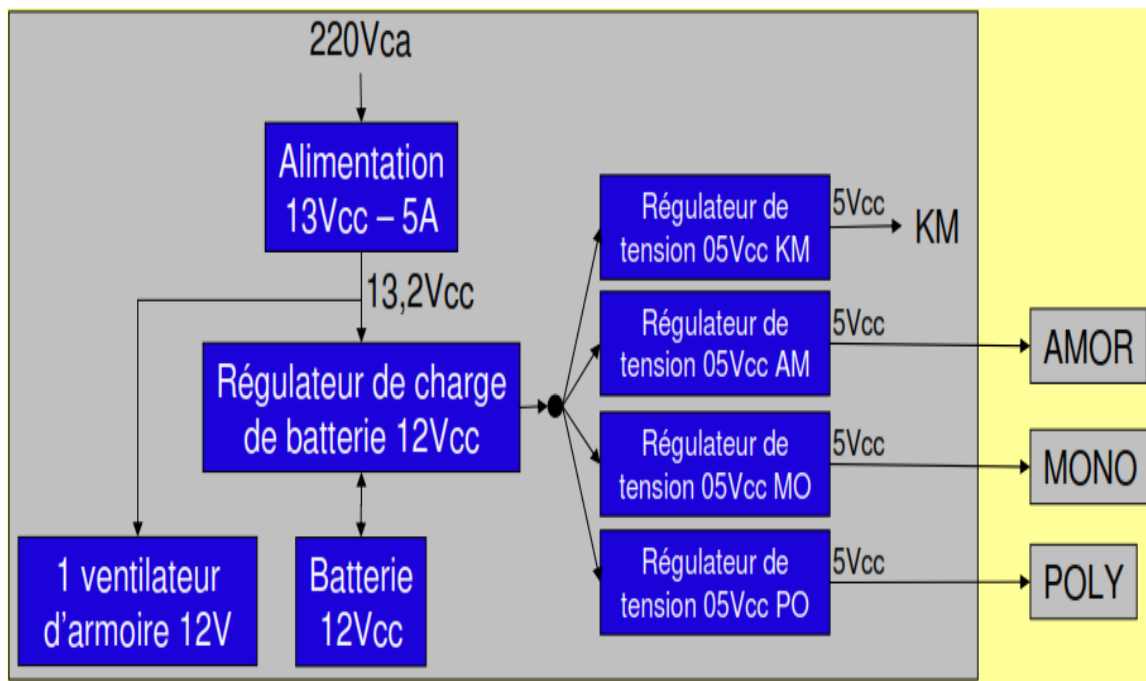 220Vca
Alimentation
13Vcc – 5A
13,2Vcc
Régulateur de charge
de batterie 12Vcc
1 ventilateur
d'armoire 12V
Batterie
12Vcc
Régulateur de
tension 05Vcc KM
5Vcc
KM
Régulateur de
tension 05Vcc AM
5Vcc
AMOR
Régulateur de
tension 05Vcc MO
5Vcc
MONO
Régulateur de
tension 05Vcc PO
5Vcc
POLY